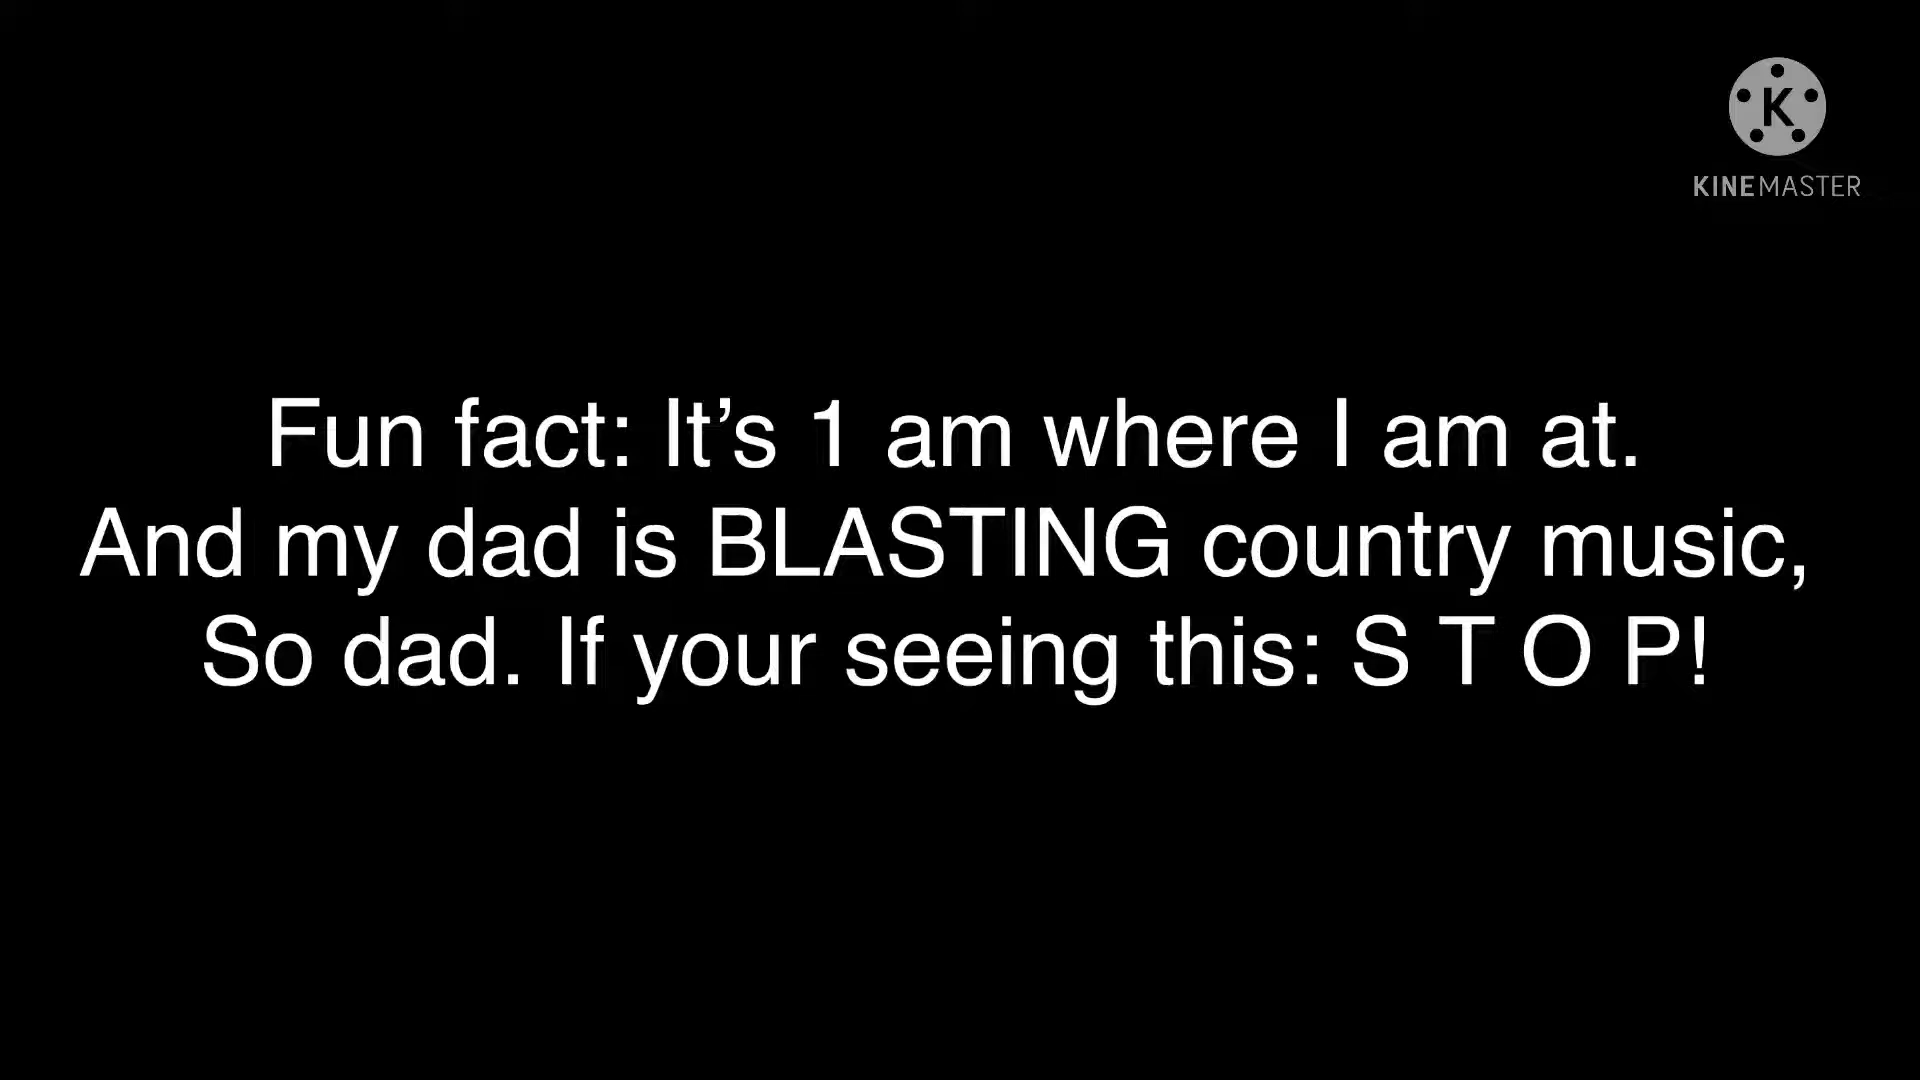 K
KINEMASTER
Fun fact: It’s 1 am where I am at.
And my dad is BLASTING country music,
So dad. If your seeing this: S T O P!